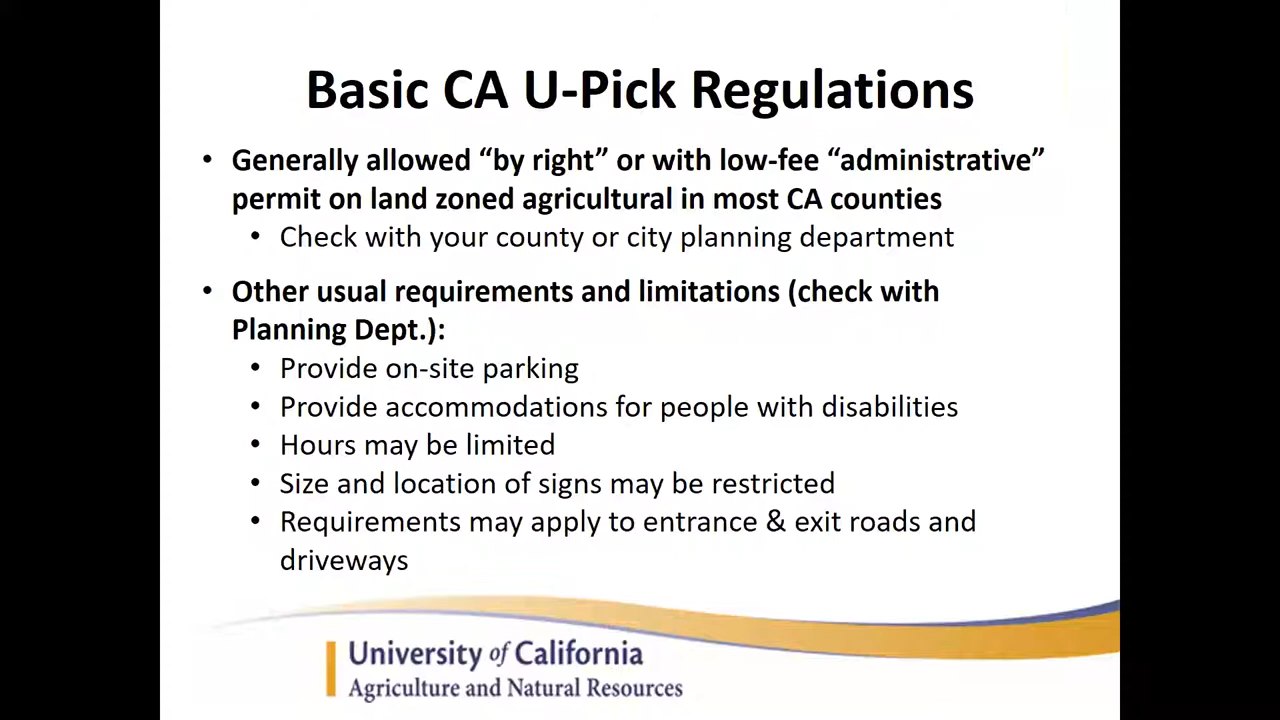 Basic CA U-Pick Regulations
• Generally allowed “by right” or with low-fee “administrative”
permit on land zoned agricultural in most CA counties
• Check with your county or city planning department
• Other usual requirements and limitations (check with
Planning Dept.):
• Provide on-site parking
• Provide accommodations for people with disabilities
• Hours may be limited
• Size and location of signs may be restricted
• Requirements may apply to entrance & exit roads and
driveways
University of California
Agriculture and Natural Resources